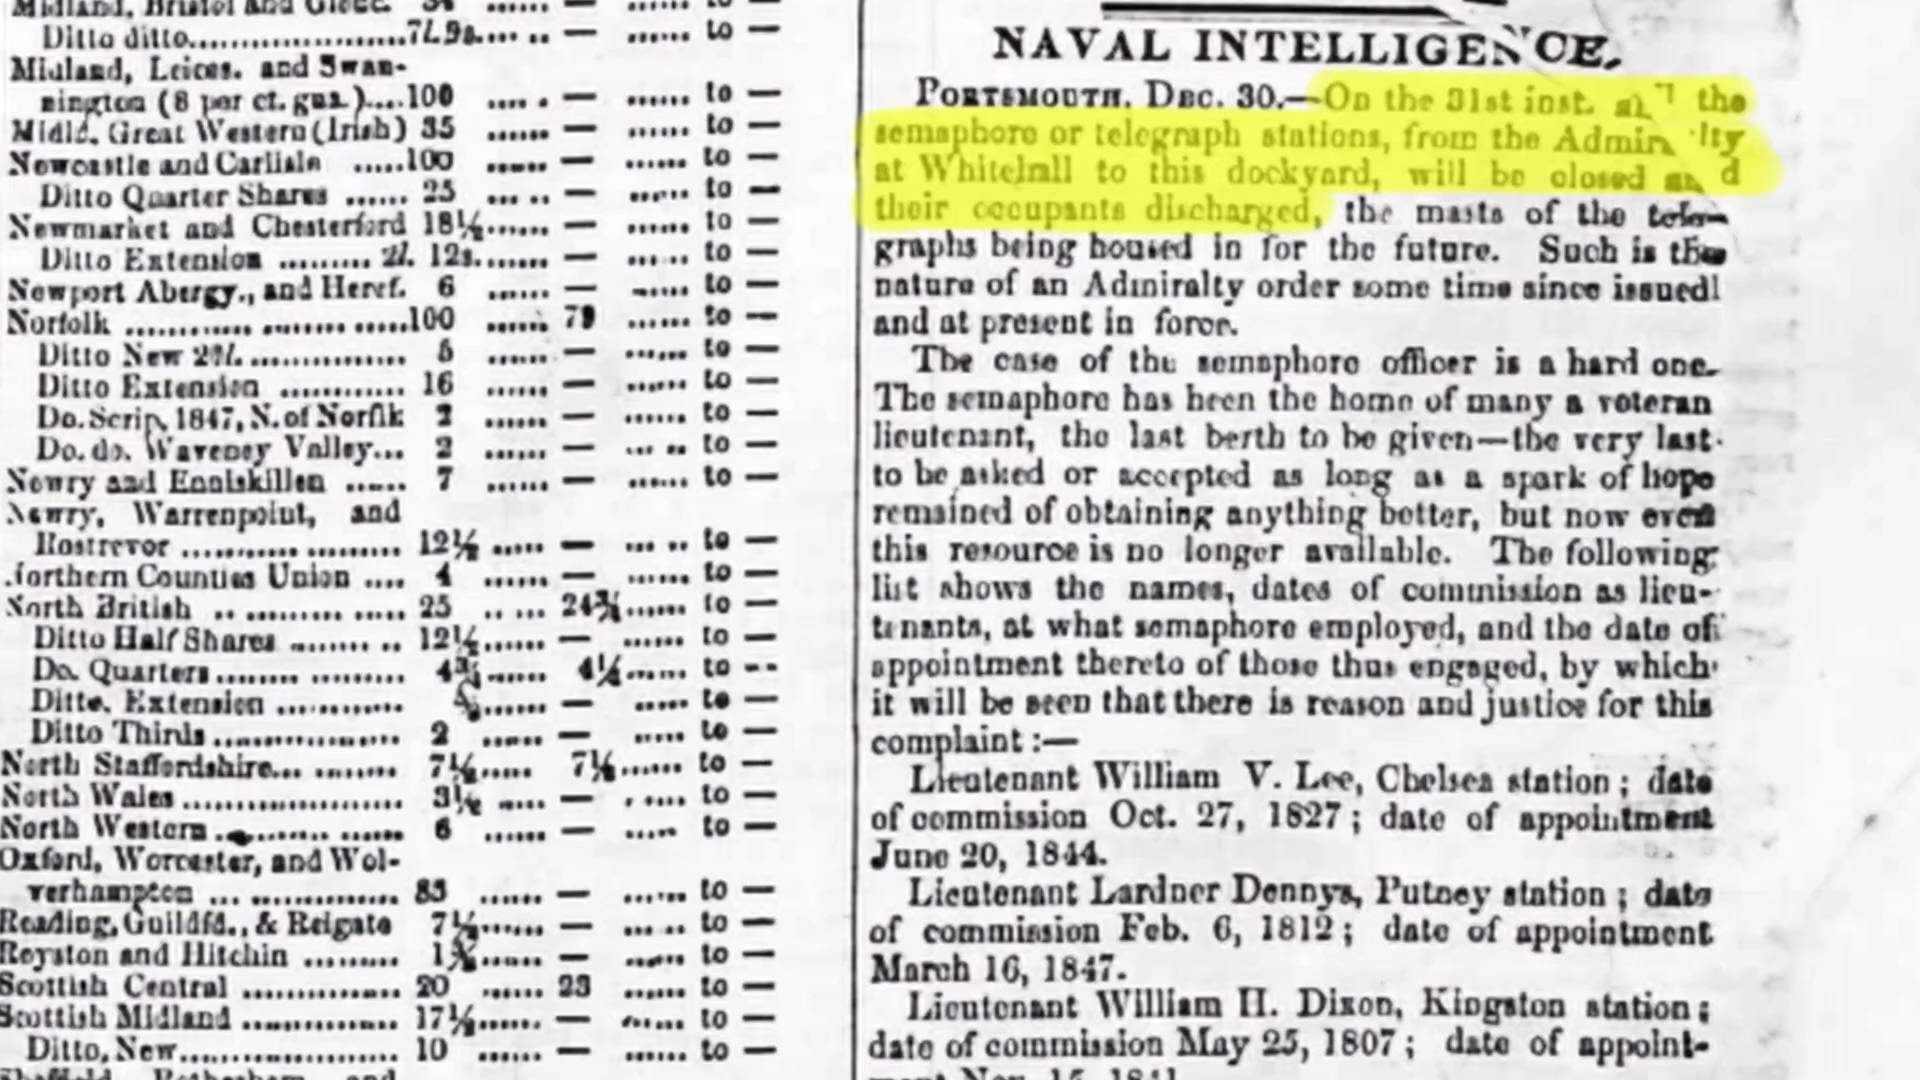 Midland, Bristol and Glouc.
Ditto ditto.....................7l.9s....... — ...... to —
Midland, Leices. and Swan-
nington (8 per ct. gua.)....100 .... . — ...... to —
Midld. Great Western (Irish) 35 ...... — ...... to —
Newcastle and Carlisle .....100 ...... — ...... to —
Ditto Quarter Shares ...... 25 ... .. — ...... to —
Newmarket and Chesterford 18½...... — ...... to —
Ditto Extension ......... 2l. 12s....... — ...... to —
Newport Abergy., and Heref. 6 ...... — ...... to —
Norfolk ........................100 ...... 79 ...... to —
Ditto New 20l. ............... 5 ...... — ...... to —
Ditto Extension ............ 16 ...... — ...... to —
Do. Scrip, 1847, N. of Norflk 2 ...... — ...... to —
Do. do. Waveney Valley... 2 ...... — ... .. to —
Newry and Enniskillen ...... 7 ...... — ...... to —
Newry, Warrenpoint, and
Rostrevor ..................... 12½ ..... — ... .. to —
Northern Counties Union .... 4 ...... — ...... to —
North British .. .......... ..... 25 .. ... 24¾...... to —
Ditto Half Shares ........ .. 12½...... — ...... to —
Do. Quarters........ ......... 4¾...... 4¼...... to --
Ditto, Extension ............ ...... — ..... to —
Ditto Thirds .................. 2 ...... — ..... to —
North Staffordshire... ........ 7½..... 7½...... to —
North Wales ..................... 3½ ..... — ..... to —
North Western ........... ...... 6 ...... — ..... to —
Oxford, Worcester, and Wol-
verhampton ... ............... 83 ...... — ...... to —
Reading, Guildfd., & Reigate 7½...... — ..... to —
Royston and Hitchin ......... 1¾..... — ...... to —
Scottish Central ............... 20 ...... 23 ...... to —
Scottish Midland ............... 17½...... — ...... to —
Ditto, New..................... 10 ...... — ...... to —
Sheffield, Rotherham, and
NAVAL INTELLIGENCE.
PORTSMOUTH, DEC. 30.—On the 31st inst. all the
semaphore or telegraph stations, from the Admiralty
at Whitehall to this dockyard, will be closed and
their occupants discharged, the masts of the tele-
graphs being housed in for the future. Such is the
nature of an Admiralty order some time since issued
and at present in force.
The case of the semaphore officer is a hard one.
The semaphore has been the home of many a veteran
lieutenant, the last berth to be given—the very last
to be asked or accepted as long as a spark of hope
remained of obtaining anything better, but now even
this resource is no longer available. The following
list shows the names, dates of commission as lieu-
tenants, at what semaphore employed, and the date of
appointment thereto of those thus engaged, by which
it will be seen that there is reason and justice for this
complaint :—
Lieutenant William V. Lee, Chelsea station ; date
of commission Oct. 27, 1827 ; date of appointment
June 20, 1844.
Lieutenant Lardner Dennys, Putney station ; date
of commission Feb. 6, 1812 ; date of appointment
March 16, 1847.
Lieutenant William H. Dixon, Kingston station ;
date of commission May 25, 1807 ; date of appoint-
ment Nov. 15, 1841